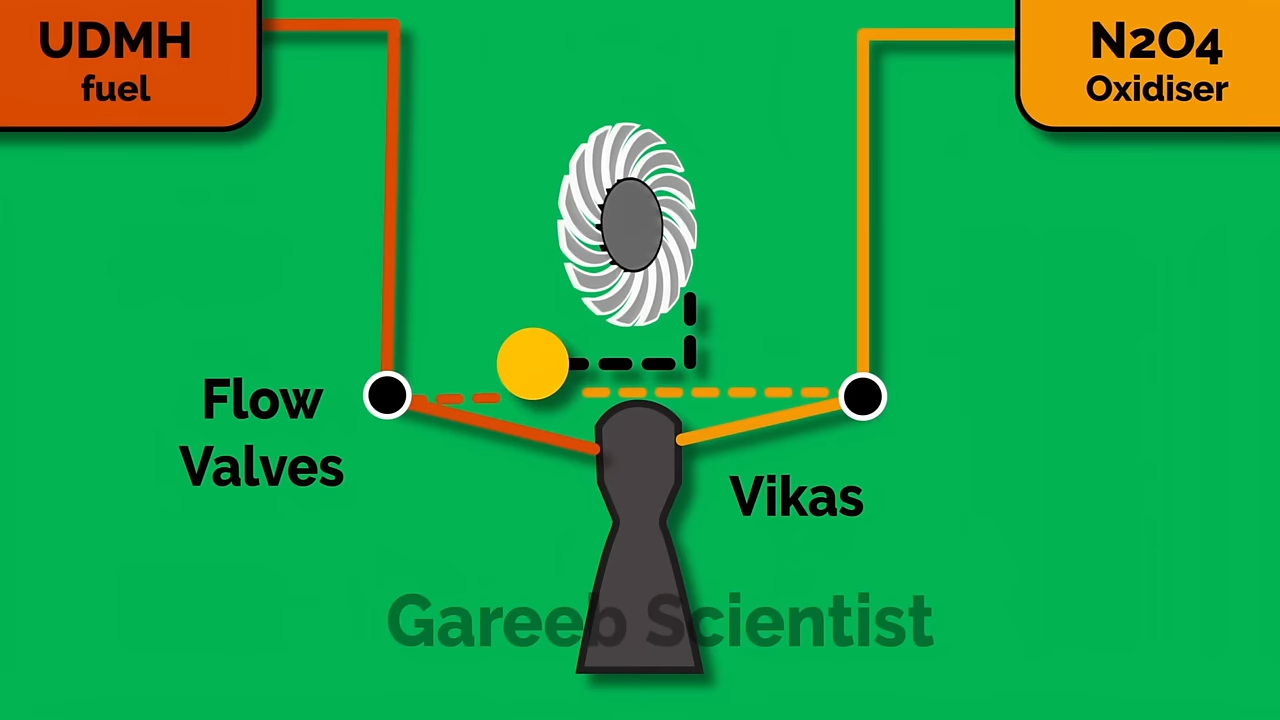 UDMH
fuel
N2O4
Oxidiser
Flow
Valves
Vikas
Gareeb Scientist